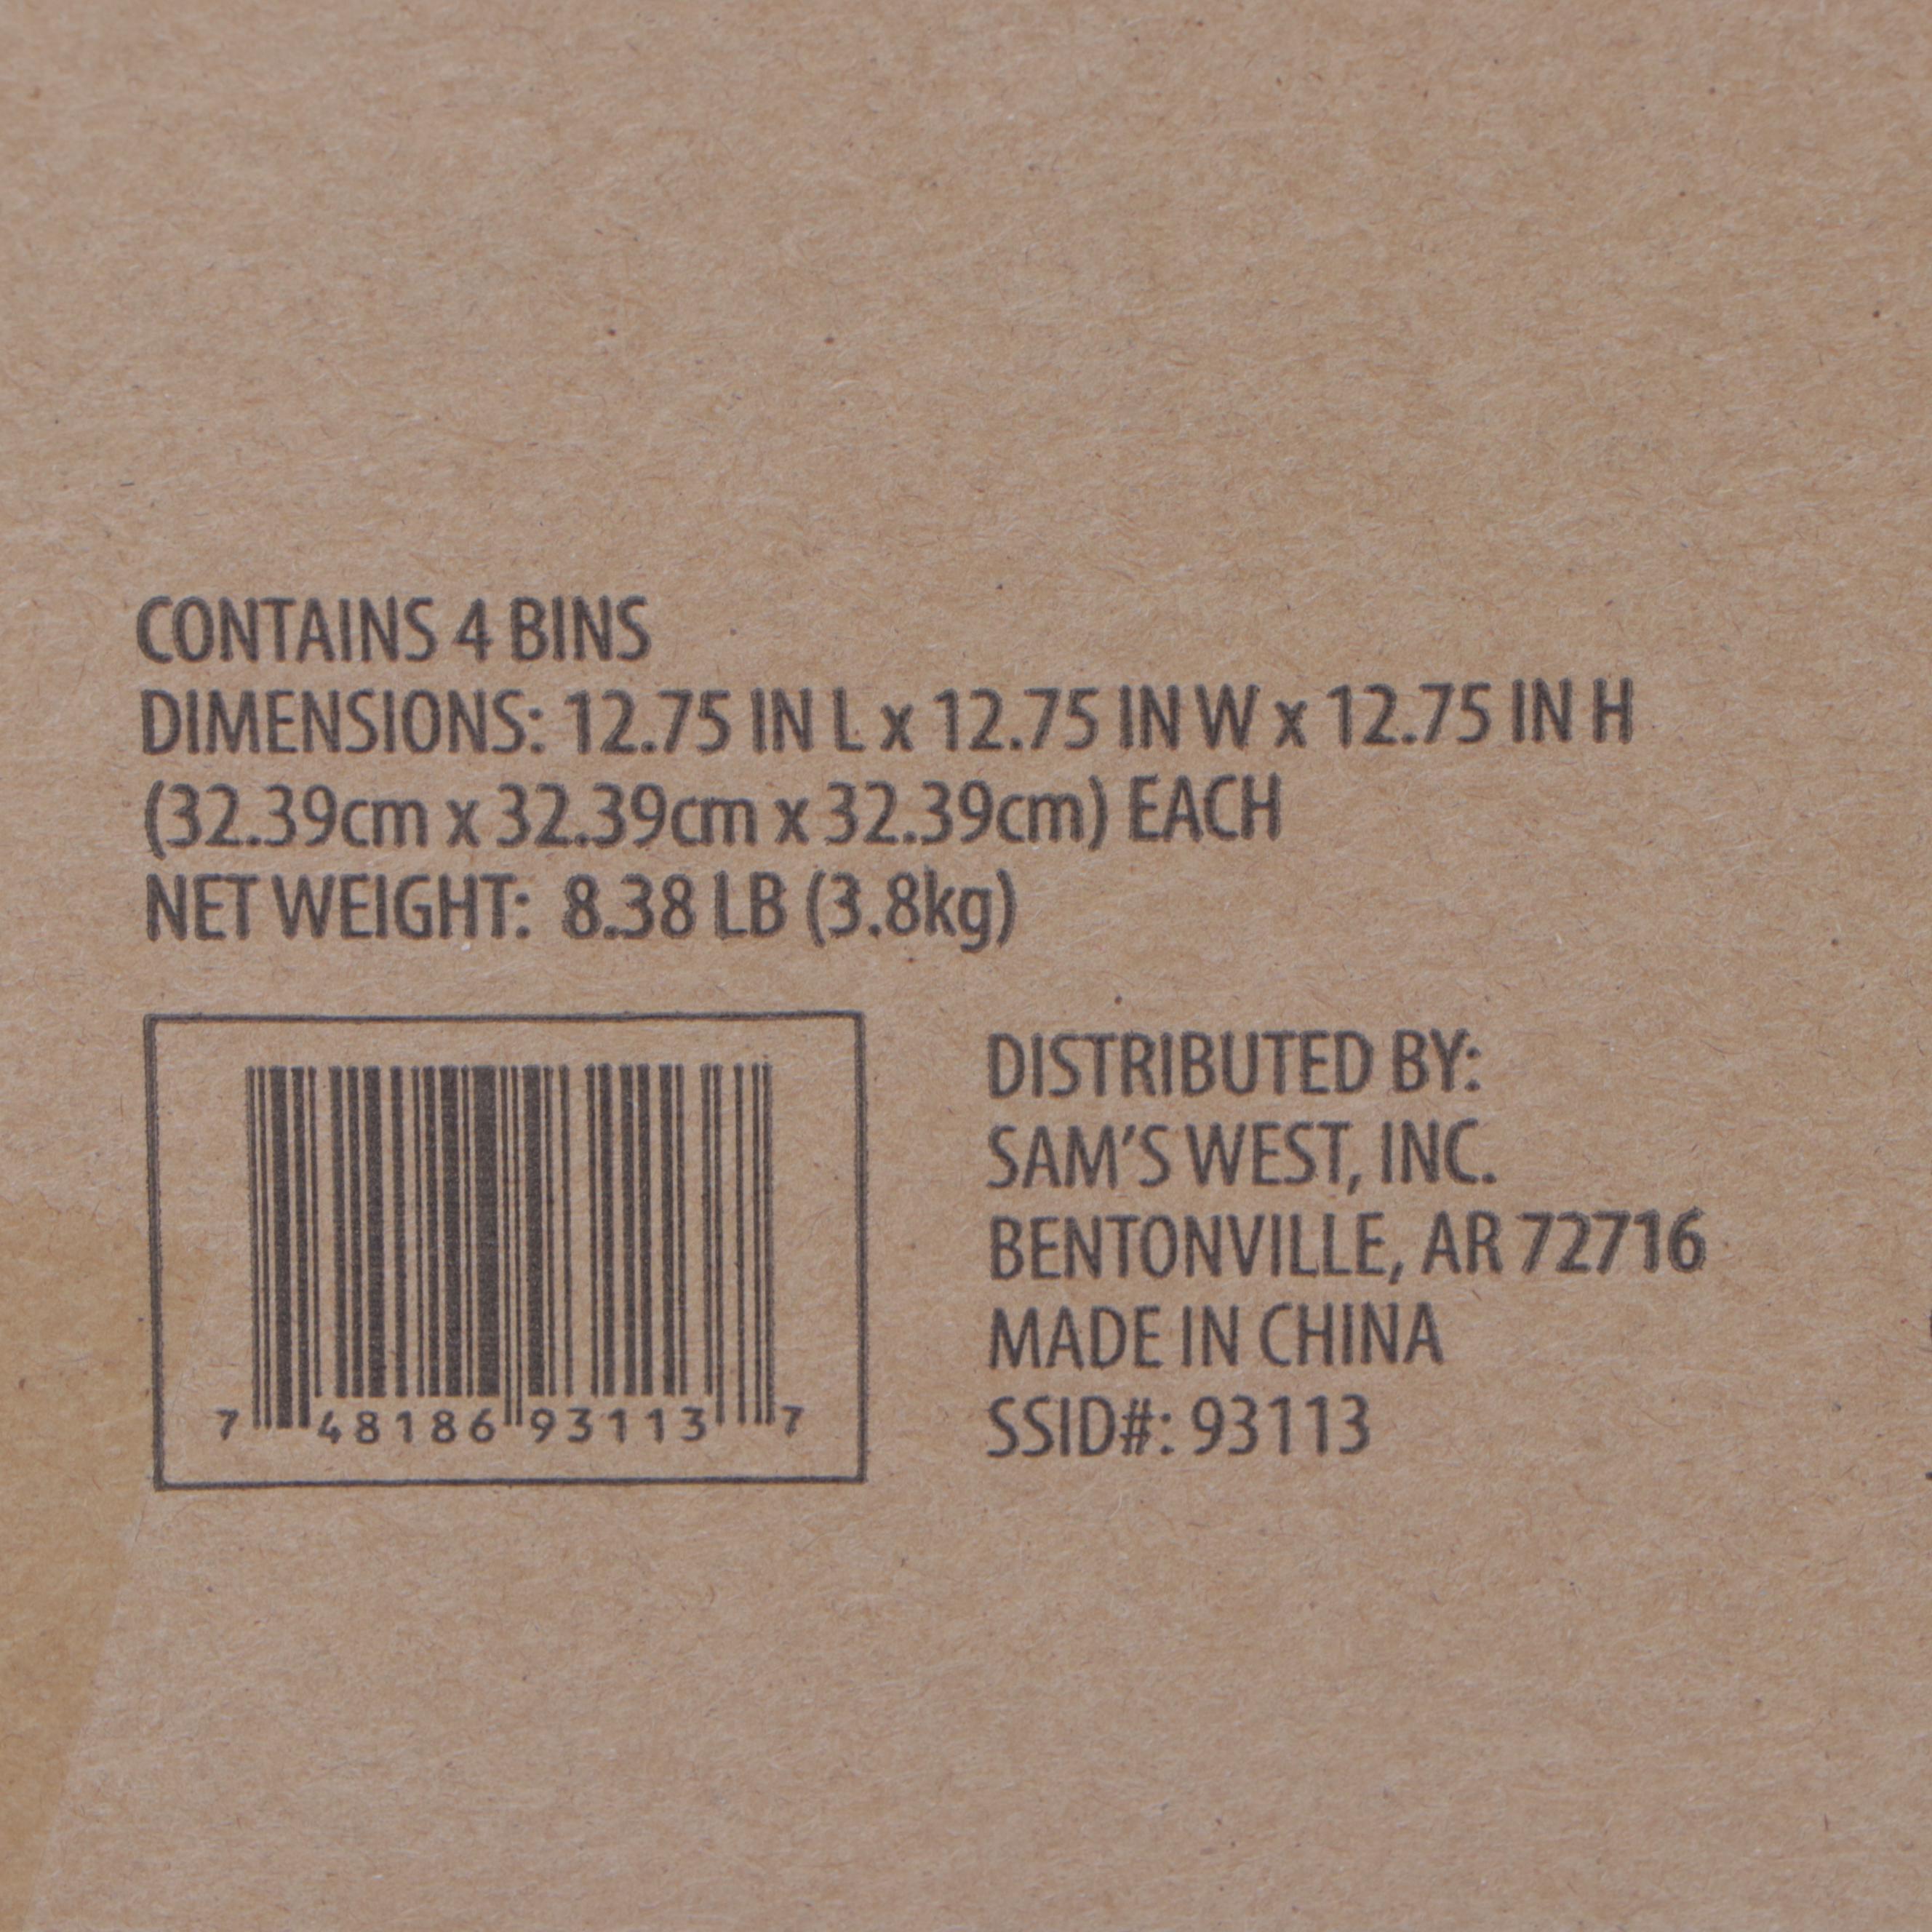 CONTAINS 4 BINS
DIMENSIONS: 12.75 IN L x 12.75 IN W x 12.75 IN H
(32.39cm x 32.39cm x 32.39cm) EACH
NET WEIGHT: 8.38 LB (3.8kg)
7 48186 93113 7
DISTRIBUTED BY:
SAM'S WEST, INC.
BENTONVILLE, AR 72716
MADE IN CHINA
SSID#: 93113